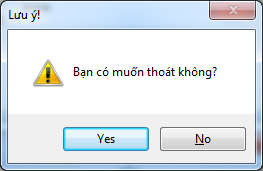 Lưu ý!
Bạn có muốn thoát không?
Yes
No